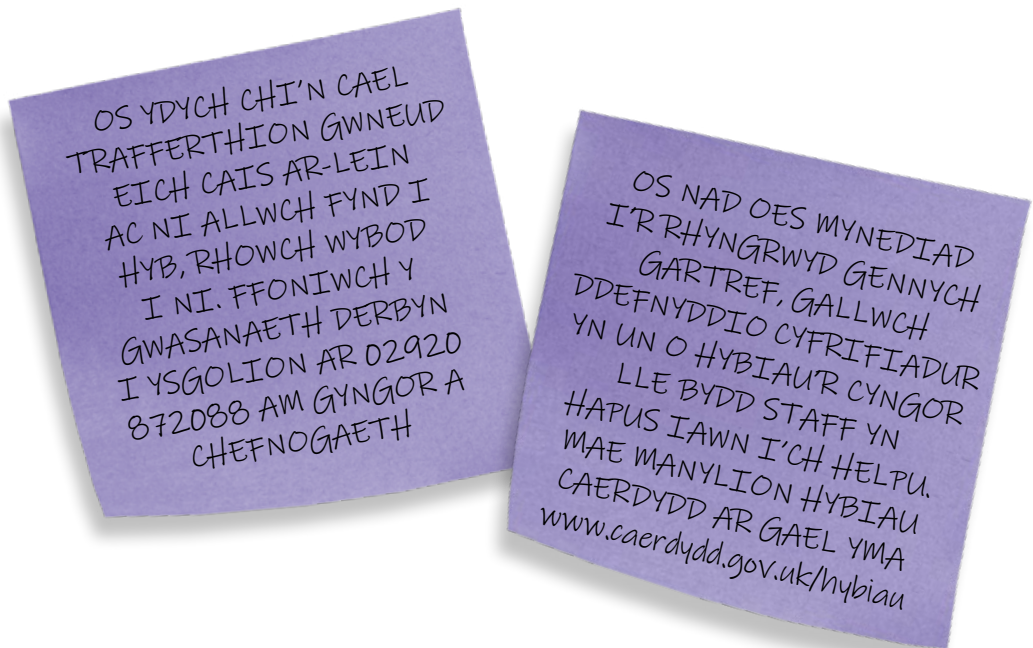 OS YDYCH CHI'N CAEL
TRAFFERTHION GWNEUD
EICH CAIS AR-LEIN
AC NI ALLWCH FYND I
HYB, RHOWCH WYBOD
I NI. FFONIWCH Y
GWASANAETH DERBYN
I YSGOLION AR 02920
872088 AM GYNGOR A
CHEFNOGAETH
OS NAD OES MYNEDIAD
I'R RHYNGRWYD GENNYCH
GARTREF, GALLWCH
DDEFNYDDIO CYFRIFIADUR
YN UN O HYBIAU'R CYNGOR
LLE BYDD STAFF YN
HAPUS IAWN I'CH HELPU.
MAE MANYLION HYBIAU
CAERDYDD AR GAEL YMA
www.caerdydd.gov.uk/hybiau